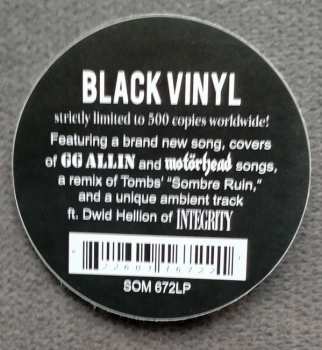 BLACK VINYL
strictly limited to 500 copies worldwide!
Featuring a brand new song, covers
of GG ALLIN and motörhead songs,
a remix of Tombs' "Sombre Ruin,"
and a unique ambient track
ft. Dwid Hellion of INTEGRITY
SOM 672LP